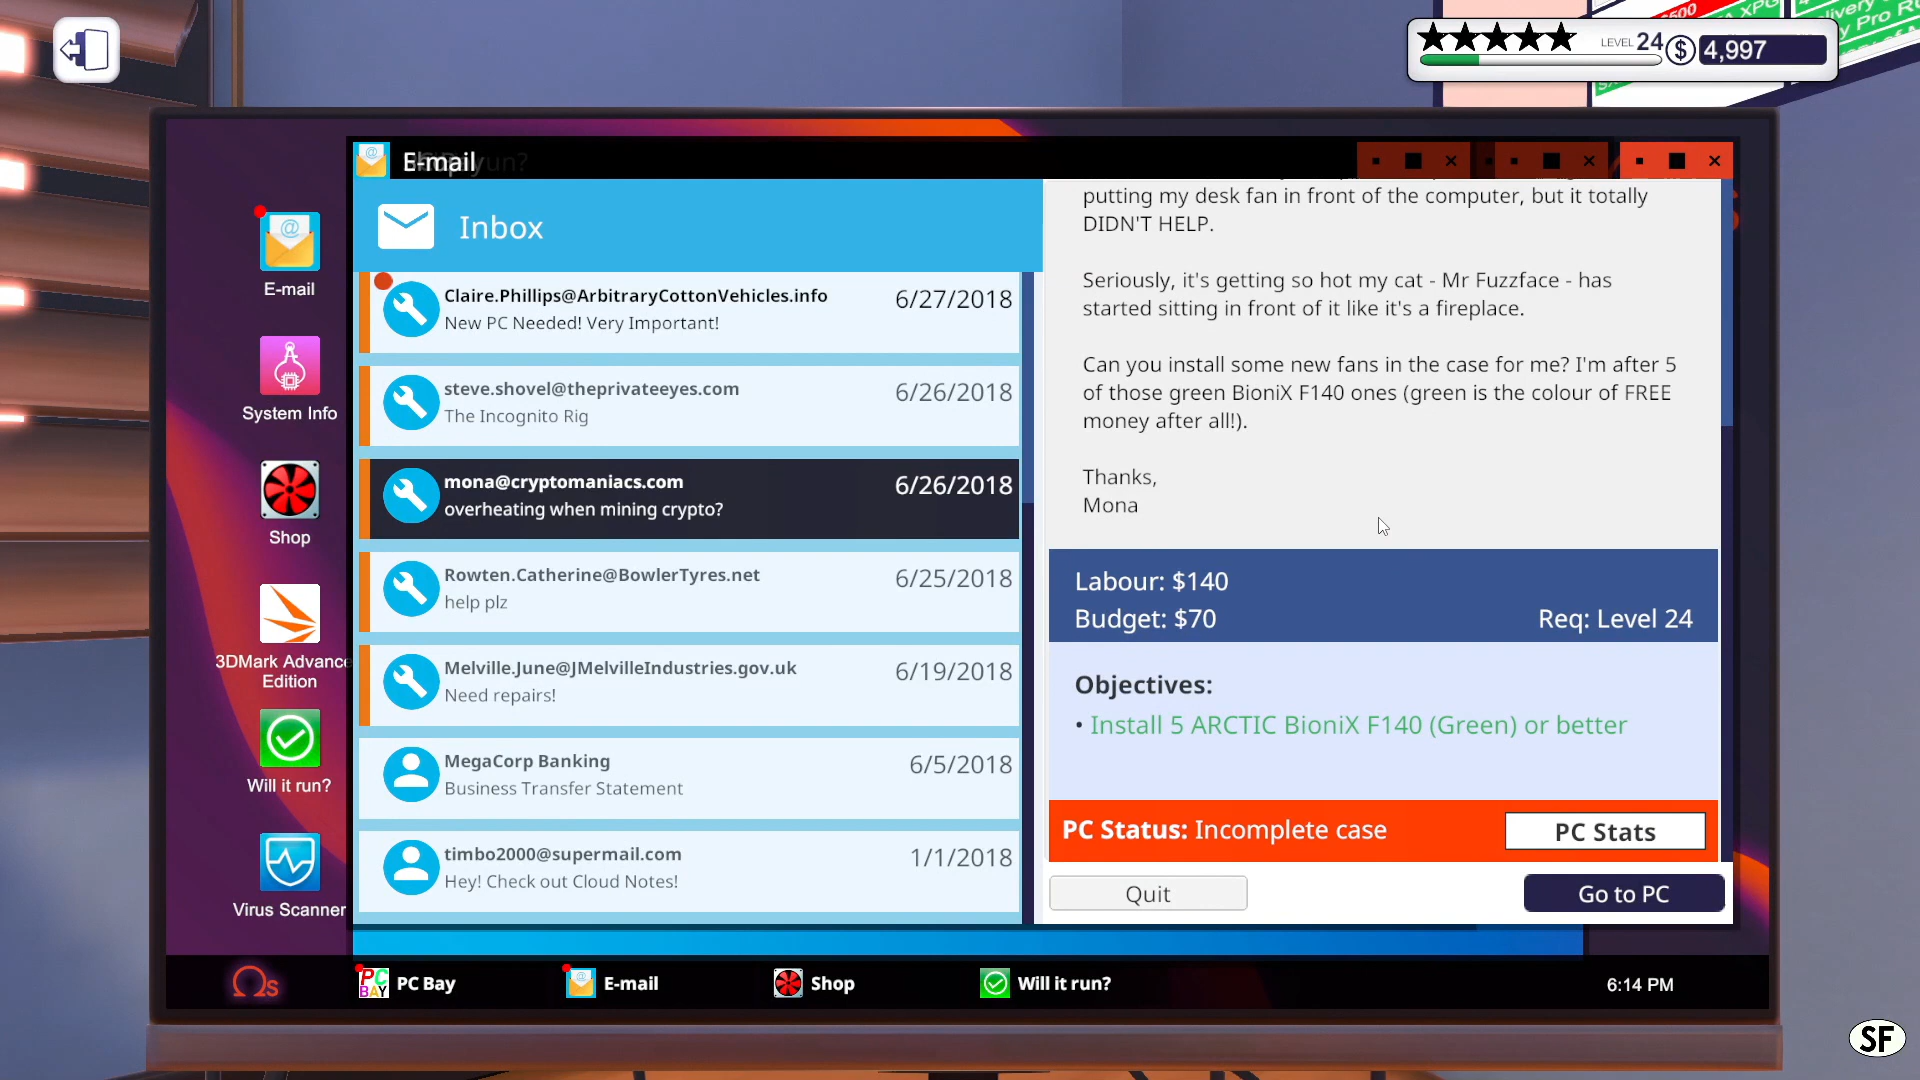 LEVEL 24
$ 4,997
E-mail
Inbox
Claire.Phillips@ArbitraryCottonVehicles.info 6/27/2018
New PC Needed! Very Important!
steve.shovel@theprivateeyes.com 6/26/2018
The Incognito Rig
mona@cryptomaniacs.com 6/26/2018
overheating when mining crypto?
Rowten.Catherine@BowlerTyres.net 6/25/2018
help plz
Melville.June@JMelvilleIndustries.gov.uk 6/19/2018
Need repairs!
MegaCorp Banking 6/5/2018
Business Transfer Statement
timbo2000@supermail.com 1/1/2018
Hey! Check out Cloud Notes!
putting my desk fan in front of the computer, but it totally
DIDN'T HELP.
Seriously, it's getting so hot my cat - Mr Fuzzface - has
started sitting in front of it like it's a fireplace.
Can you install some new fans in the case for me? I'm after 5
of those green BioniX F140 ones (green is the colour of FREE
money after all!).
Thanks,
Mona
Labour: $140
Budget: $70 Req: Level 24
Objectives:
• Install 5 ARCTIC BioniX F140 (Green) or better
PC Status: Incomplete case PC Stats
Quit Go to PC
E-mail
System Info
Shop
3DMark Advance
Edition
Will it run?
Virus Scanner
Ωs
PC BAY PC Bay
E-mail
Shop
Will it run?
6:14 PM
SF